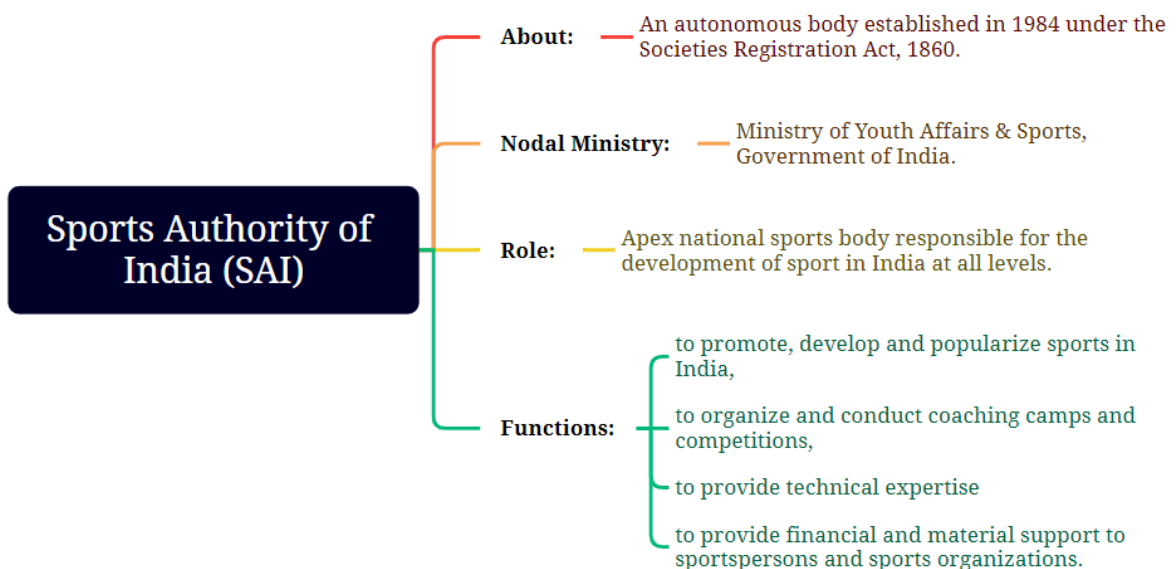 Sports Authority of
India (SAI)
About:
An autonomous body established in 1984 under the
Societies Registration Act, 1860.
Nodal Ministry:
Ministry of Youth Affairs & Sports,
Government of India.
Role:
Apex national sports body responsible for the
development of sport in India at all levels.
Functions:
to promote, develop and popularize sports in
India,
to organize and conduct coaching camps and
competitions,
to provide technical expertise
to provide financial and material support to
sportspersons and sports organizations.